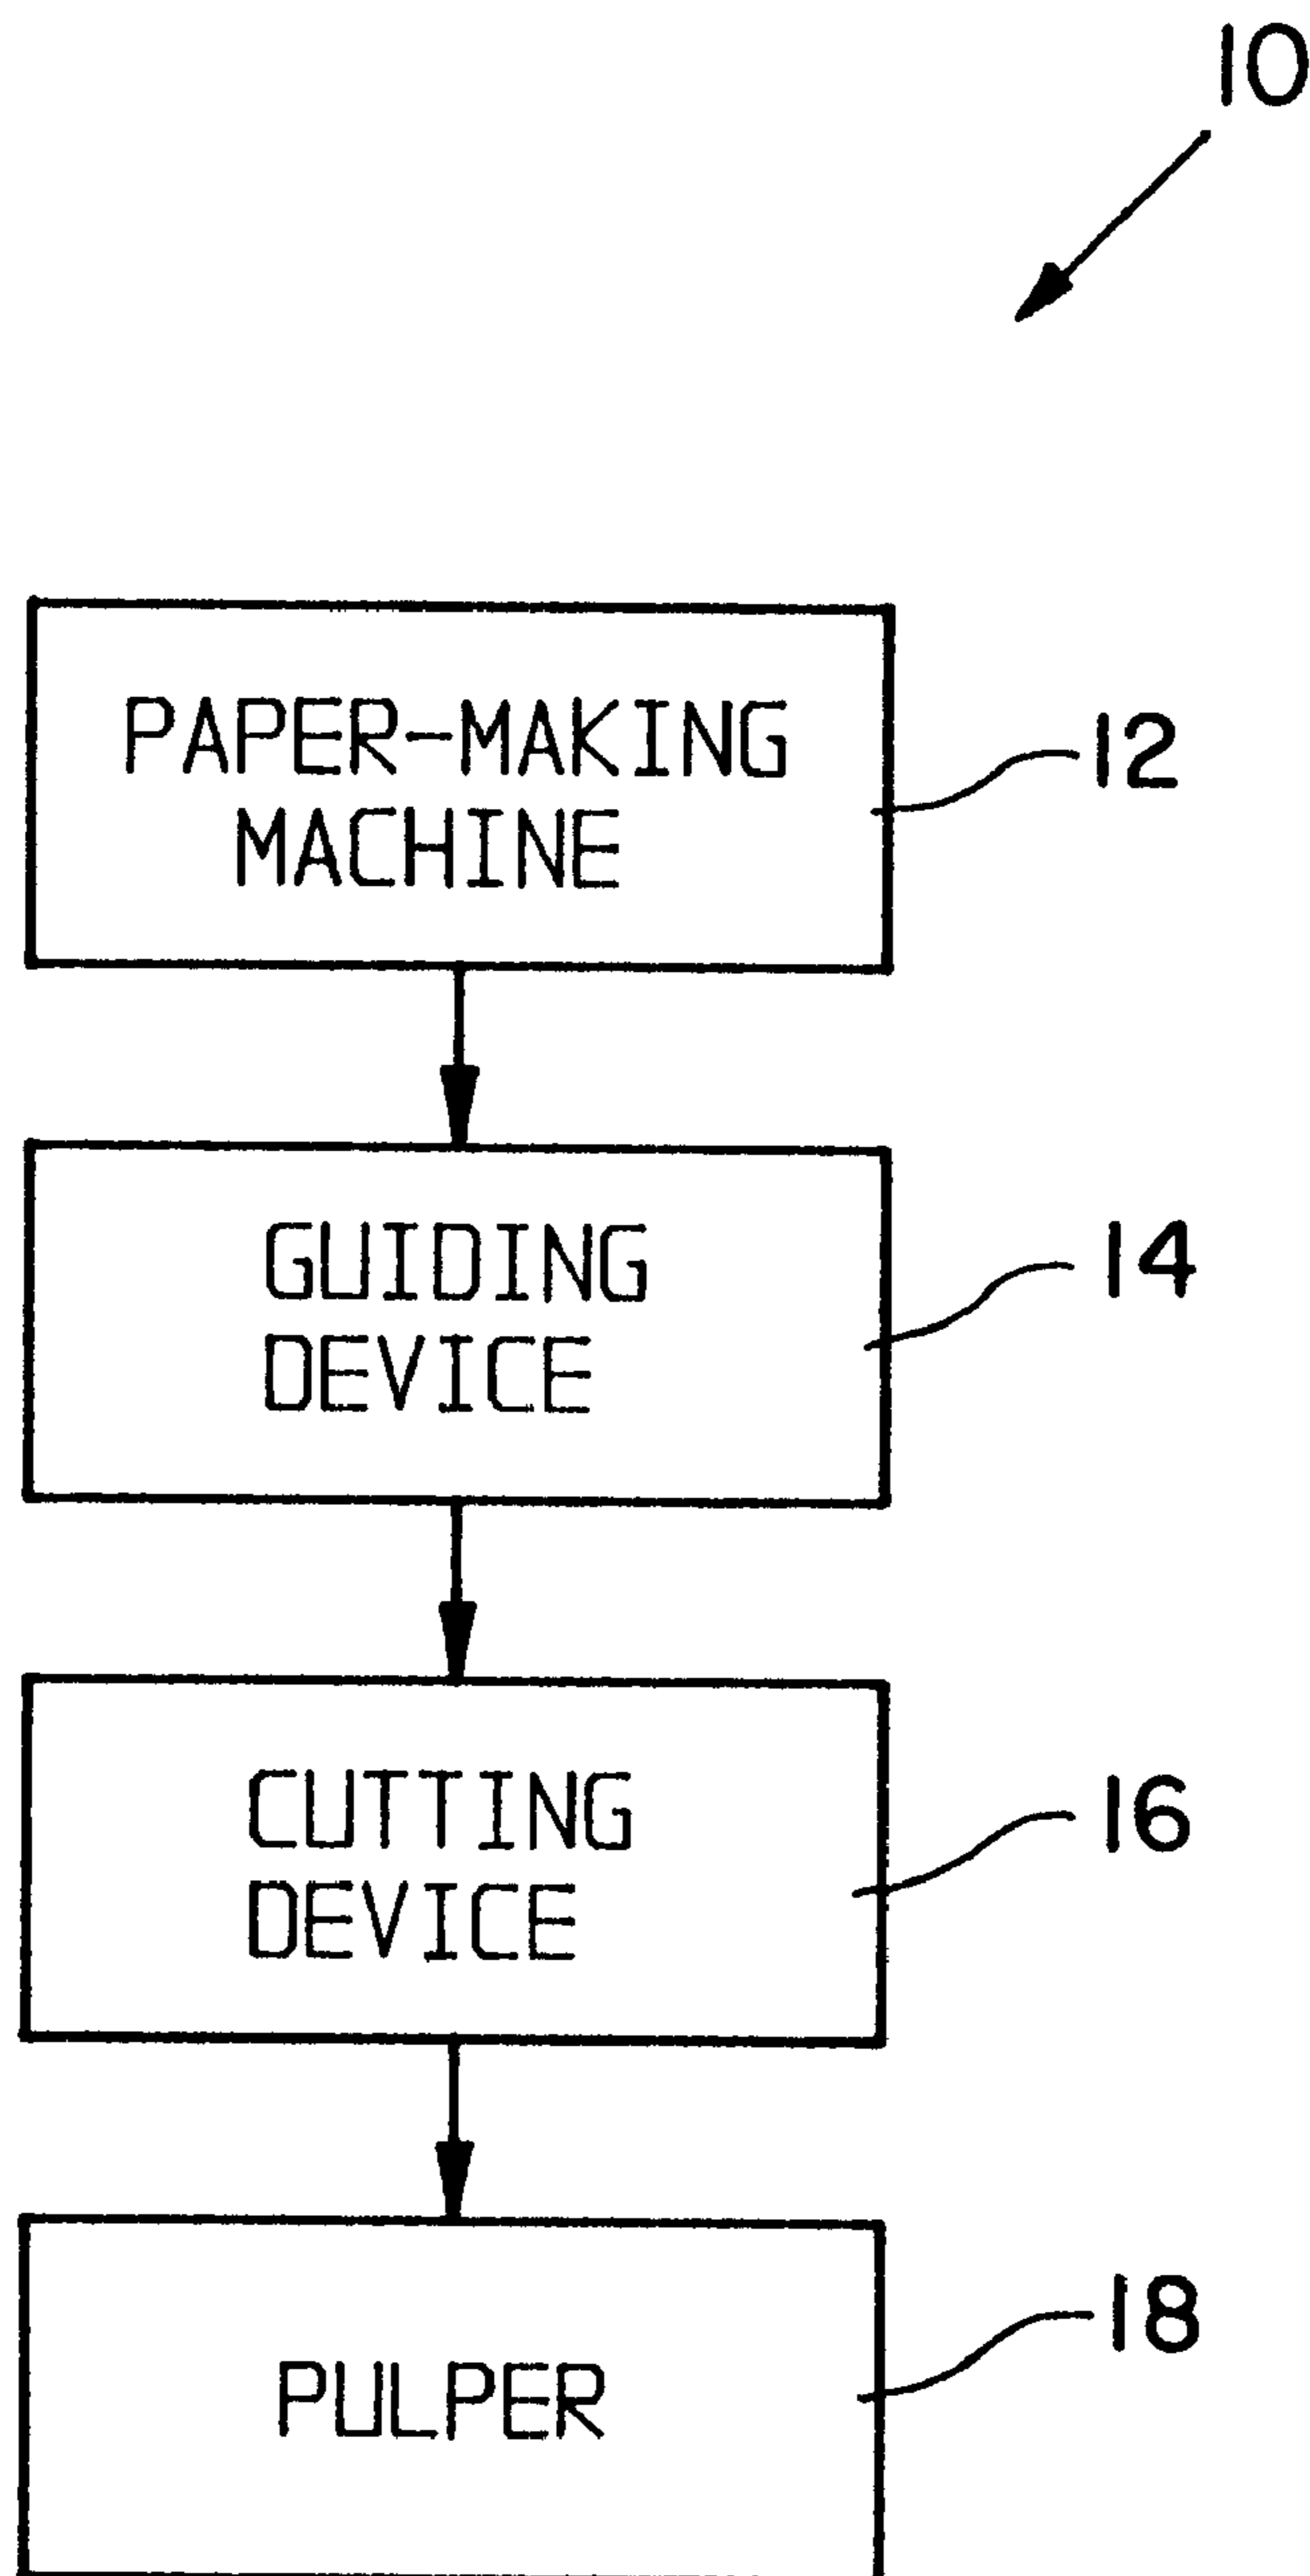 10
PAPER-MAKING
MACHINE
12
GUIDING
DEVICE
14
CUTTING
DEVICE
16
PULPER
18